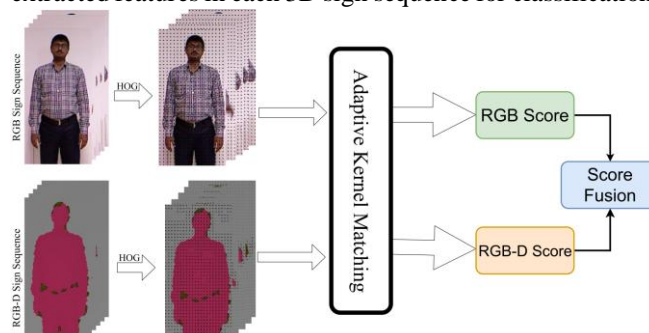 extracted features in each 3D sign sequence for classification
RGB Sign Sequence
HOG
Adaptive Kernel Matching
RGB Score
Score
Fusion
RGB-D Score
RGB-D Sign Sequence
HOG